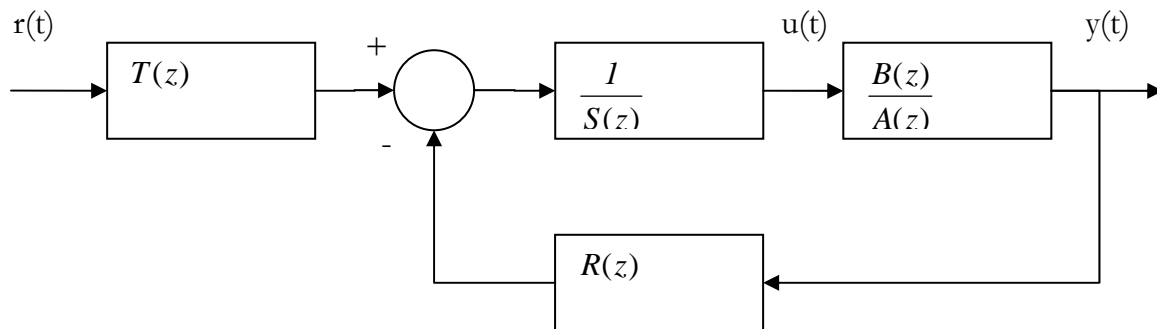 r(t)
u(t)
y(t)
+
T(z)
1
S(z)
B(z)
A(z)
-
R(z)